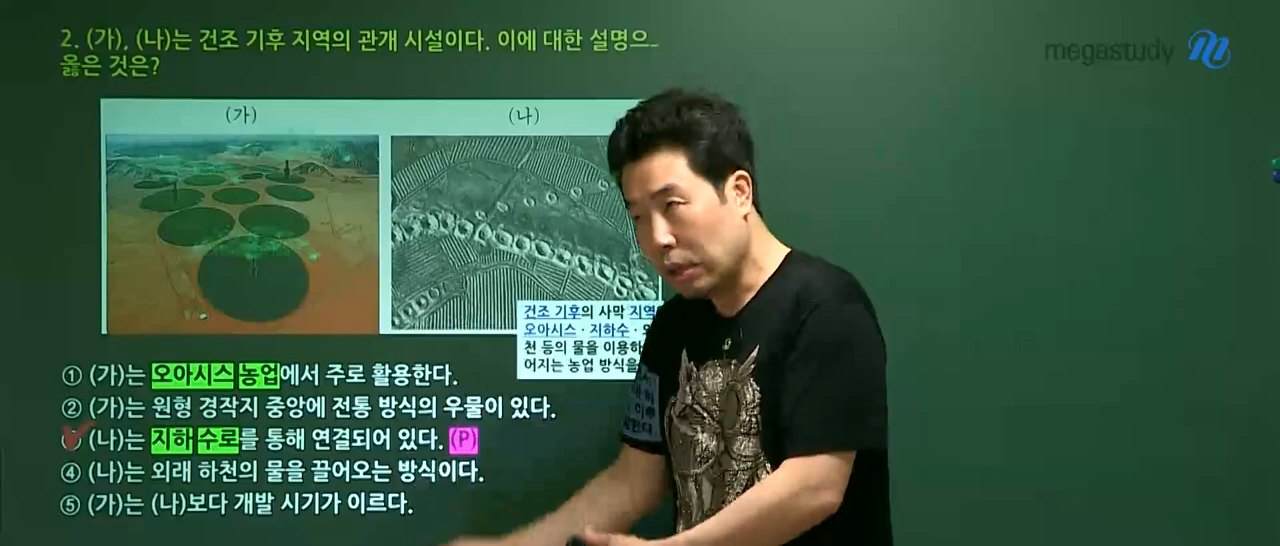 2. (가), (나)는 건조 기후 지역의 관개 시설이다. 이에 대한 설명으
옳은 것은?
megastudy
(가)
(나)
건조 기후의 사막 지역
오아시스 · 지하수 ·
천 등의 물을 이용하
어지는 농업 방식을
① (가)는 오아시스 농업에서 주로 활용한다.
② (가)는 원형 경작지 중앙에 전통 방식의 우물이 있다.
(나)는 지하 수로를 통해 연결되어 있다. (P)
④ (나)는 외래 하천의 물을 끌어오는 방식이다.
⑤ (가)는 (나)보다 개발 시기가 이르다.